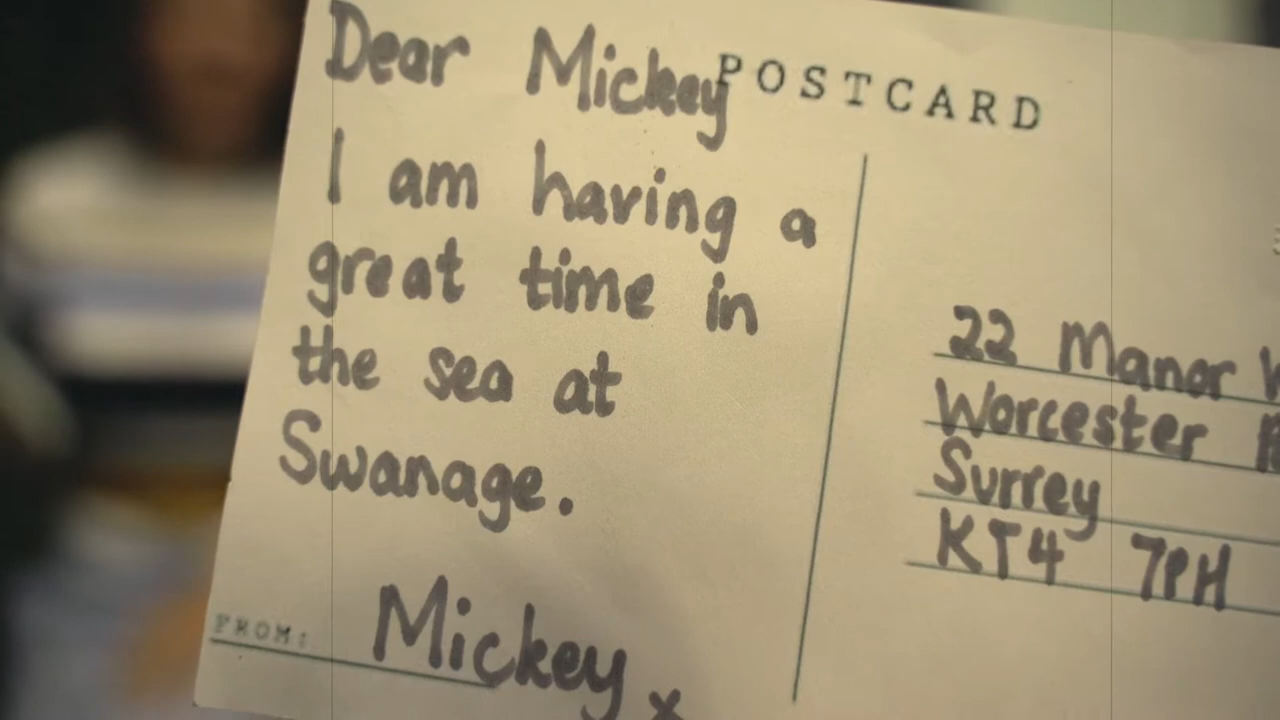 Dear Mickey
POSTCARD
I am having a
great time in
the sea at
Swanage.
FROM: Mickey x
22 Manor
Worcester
Surrey
KT4 7PH